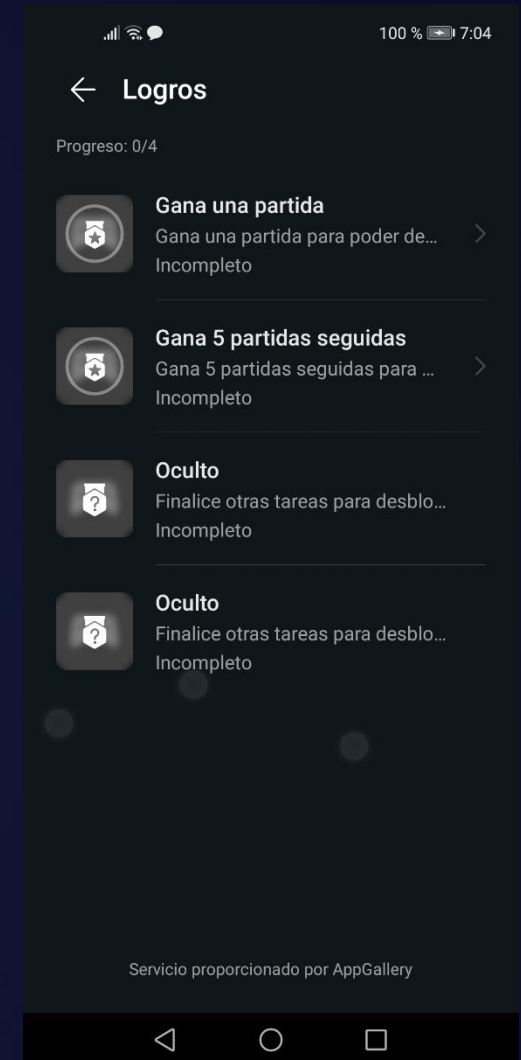 100 % 7:04
Logros
Progreso: 0/4
Gana una partida
Gana una partida para poder de...
Incompleto
Gana 5 partidas seguidas
Gana 5 partidas seguidas para ...
Incompleto
Oculto
Finalice otras tareas para desblo...
Incompleto
Oculto
Finalice otras tareas para desblo...
Incompleto
Servicio proporcionado por AppGallery